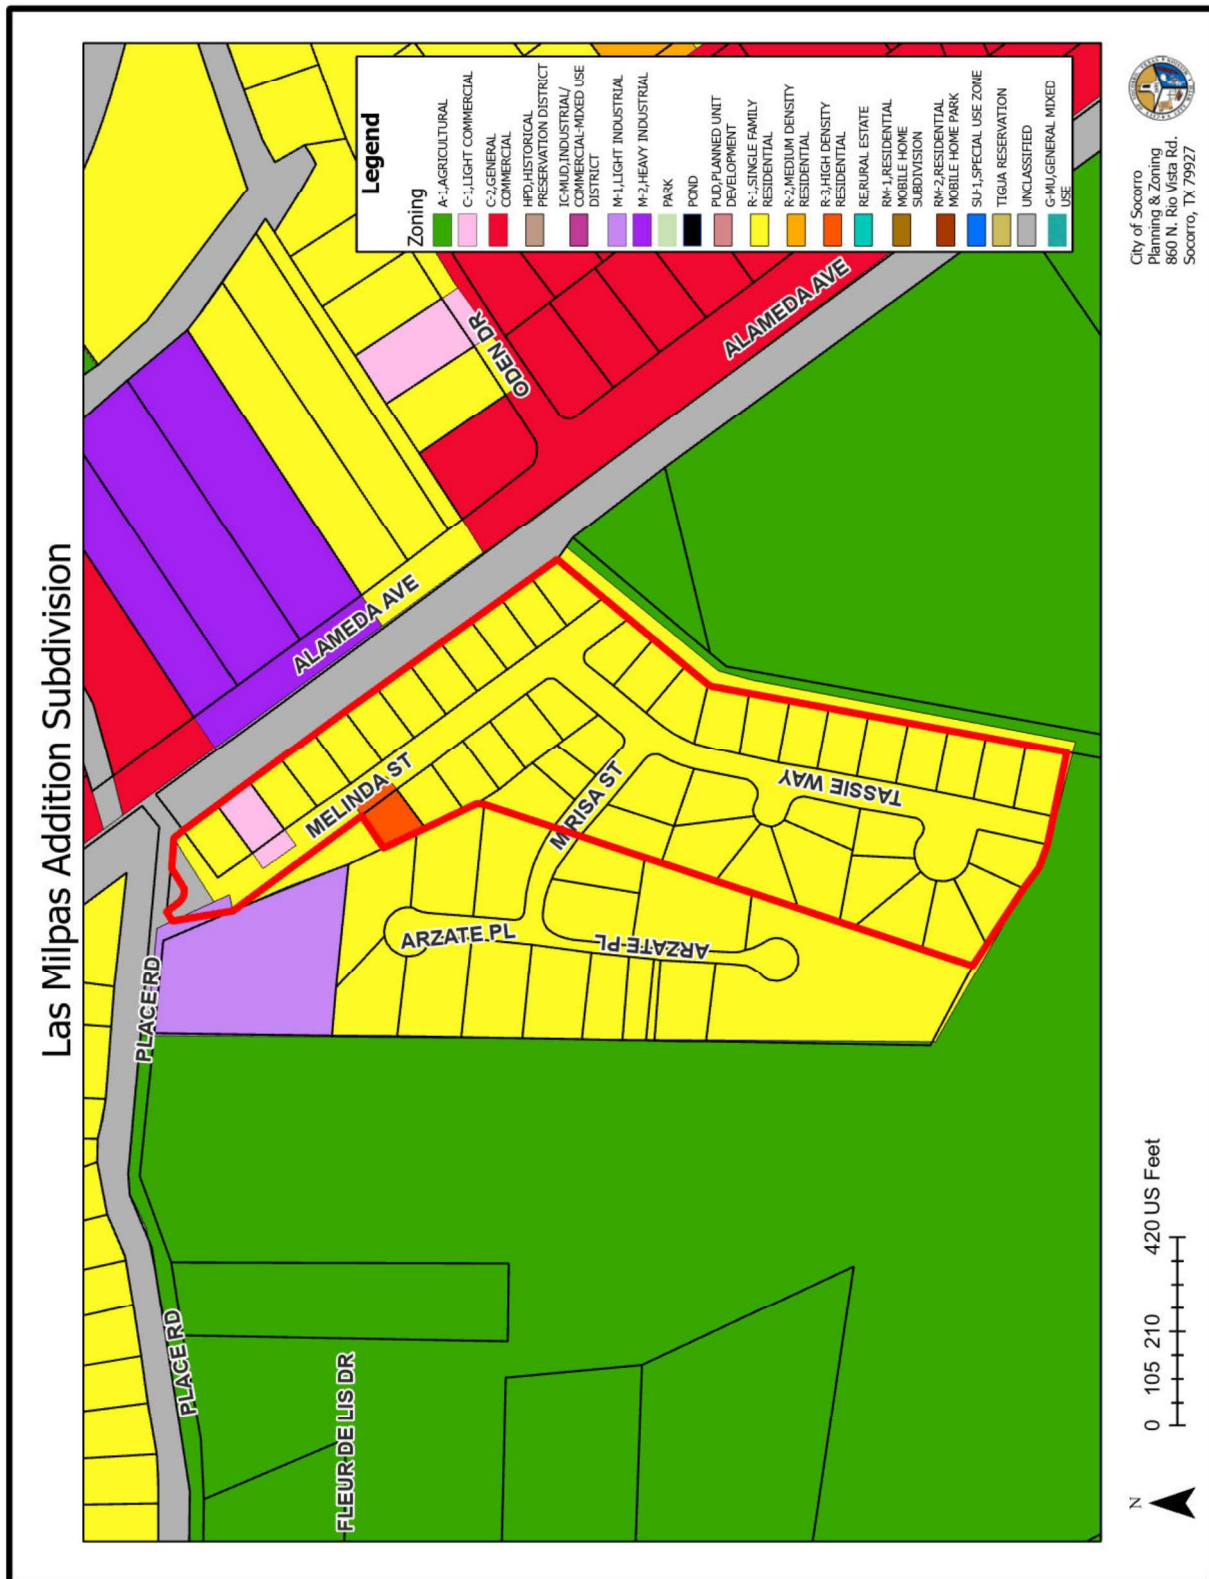 Las Milpas Addition Subdivision
PLACE RD
PLACE RD
FLEUR DE LIS DR
ALAMEDA AVE
ALAMEDA AVE
ODEN DR
MELINDA ST
ARZATE PL
ARZATE PL
TASSIE WAY
Legend
Zoning
A-1,AGRICULTURAL
C-1,LIGHT COMMERCIAL
C-2,GENERAL
COMMERCIAL
HPD,HISTORICAL
PRESERVATION DISTRICT
IC-MUD,INDUSTRIAL/
COMMERCIAL-MIXED USE
DISTRICT
M-1,LIGHT INDUSTRIAL
M-2,HEAVY INDUSTRIAL
PARK
POND
PUD,PLANNED UNIT
DEVELOPMENT
R-1,SINGLE FAMILY
RESIDENTIAL
R-2,MEDIUM DENSITY
RESIDENTIAL
R-3,HIGH DENSITY
RESIDENTIAL
RE,RURAL ESTATE
RM-1,RESIDENTIAL
MOBILE HOME
SUBDIVISION
RM-2,RESIDENTIAL
MOBILE HOME PARK
SU-1,SPECIAL USE ZONE
TIGUA RESERVATION
UNCLASSIFIED
G-MU,GENERAL MIXED
USE
N
0 105 210 420 US Feet
City of Socorro
Planning & Zoning
860 N. Rio Vista Rd.
Socorro, TX 79927